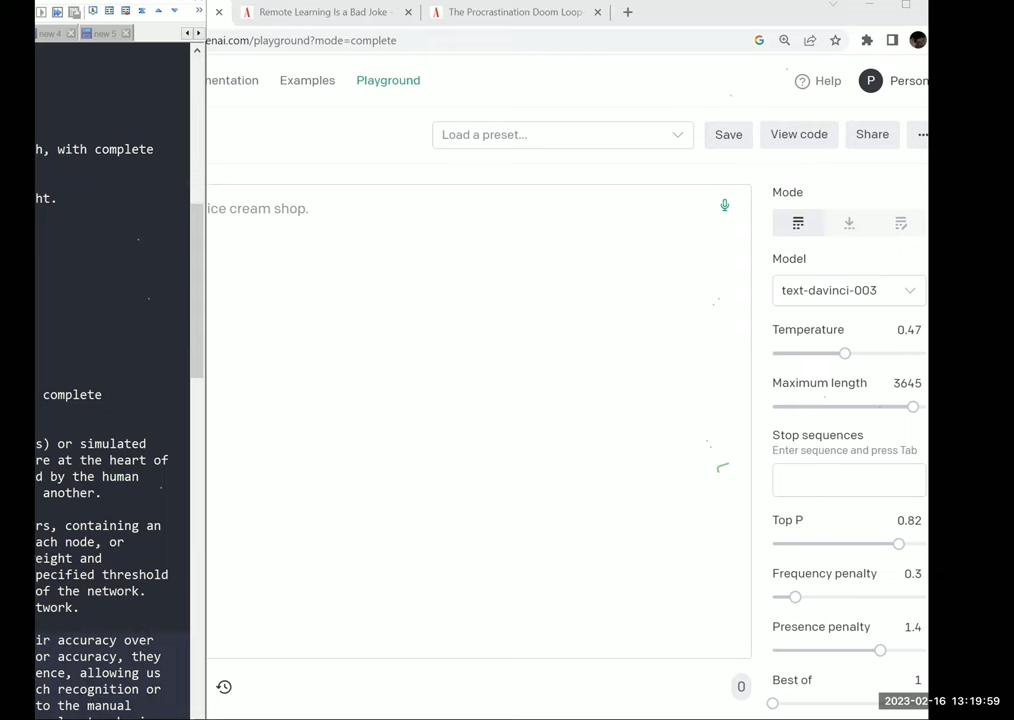 Remote Learning Is a Bad Joke -
The Procrastination Doom Loop
new 4
new 5
enai.com/playground?mode=complete
entation
Examples
Playground
Help
P
Person
Load a preset...
Save
View code
Share
ice cream shop.
h, with complete
ht.
complete
s) or simulated
re at the heart of
d by the human
another.
rs, containing an
ach node, or
eight and
pecified threshold
of the network.
twork.
ir accuracy over
or accuracy, they
ence, allowing us
ch recognition or
to the manual
Mode
Model
text-davinci-003
Temperature 0.47
Maximum length 3645
Stop sequences
Enter sequence and press Tab
Top P 0.82
Frequency penalty 0.3
Presence penalty 1.4
Best of 1
0
2023-02-16 13:19:59